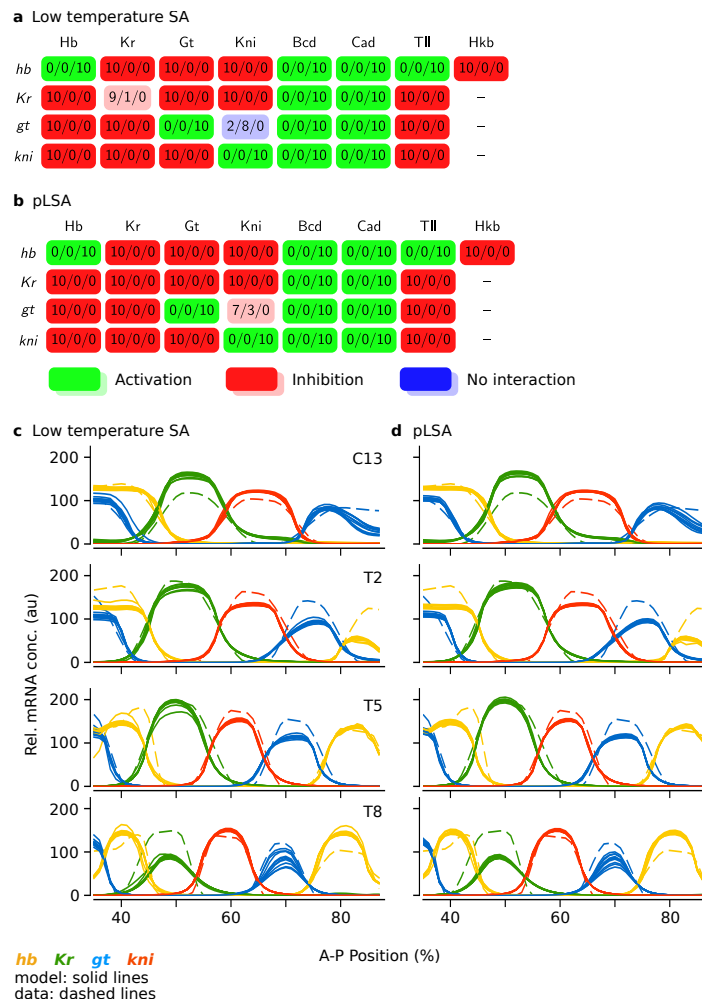 a Low temperature SA
Hb Kr Gt Kni Bcd Cad Tll Hkb
hb 0/0/10 10/0/0 10/0/0 10/0/0 0/0/10 0/0/10 0/0/10 10/0/0
Kr 10/0/0 9/1/0 10/0/0 10/0/0 0/0/10 0/0/10 10/0/0 –
gt 10/0/0 10/0/0 0/0/10 2/8/0 0/0/10 0/0/10 10/0/0 –
kni 10/0/0 10/0/0 10/0/0 0/0/10 0/0/10 0/0/10 10/0/0 –
b pLSA
Hb Kr Gt Kni Bcd Cad Tll Hkb
hb 0/0/10 10/0/0 10/0/0 10/0/0 0/0/10 0/0/10 0/0/10 10/0/0
Kr 10/0/0 10/0/0 10/0/0 10/0/0 0/0/10 0/0/10 10/0/0 –
gt 10/0/0 10/0/0 0/0/10 7/3/0 0/0/10 0/0/10 10/0/0 –
kni 10/0/0 10/0/0 10/0/0 0/0/10 0/0/10 0/0/10 10/0/0 –
Activation Inhibition No interaction
c Low temperature SA d pLSA
200
100
0
C13
200
100
0
T2
200
100
0
T5
200
100
0
T8
Rel. mRNA conc. (au)
40 60 80 40 60 80
A-P Position (%)
hb Kr gt kni
model: solid lines
data: dashed lines